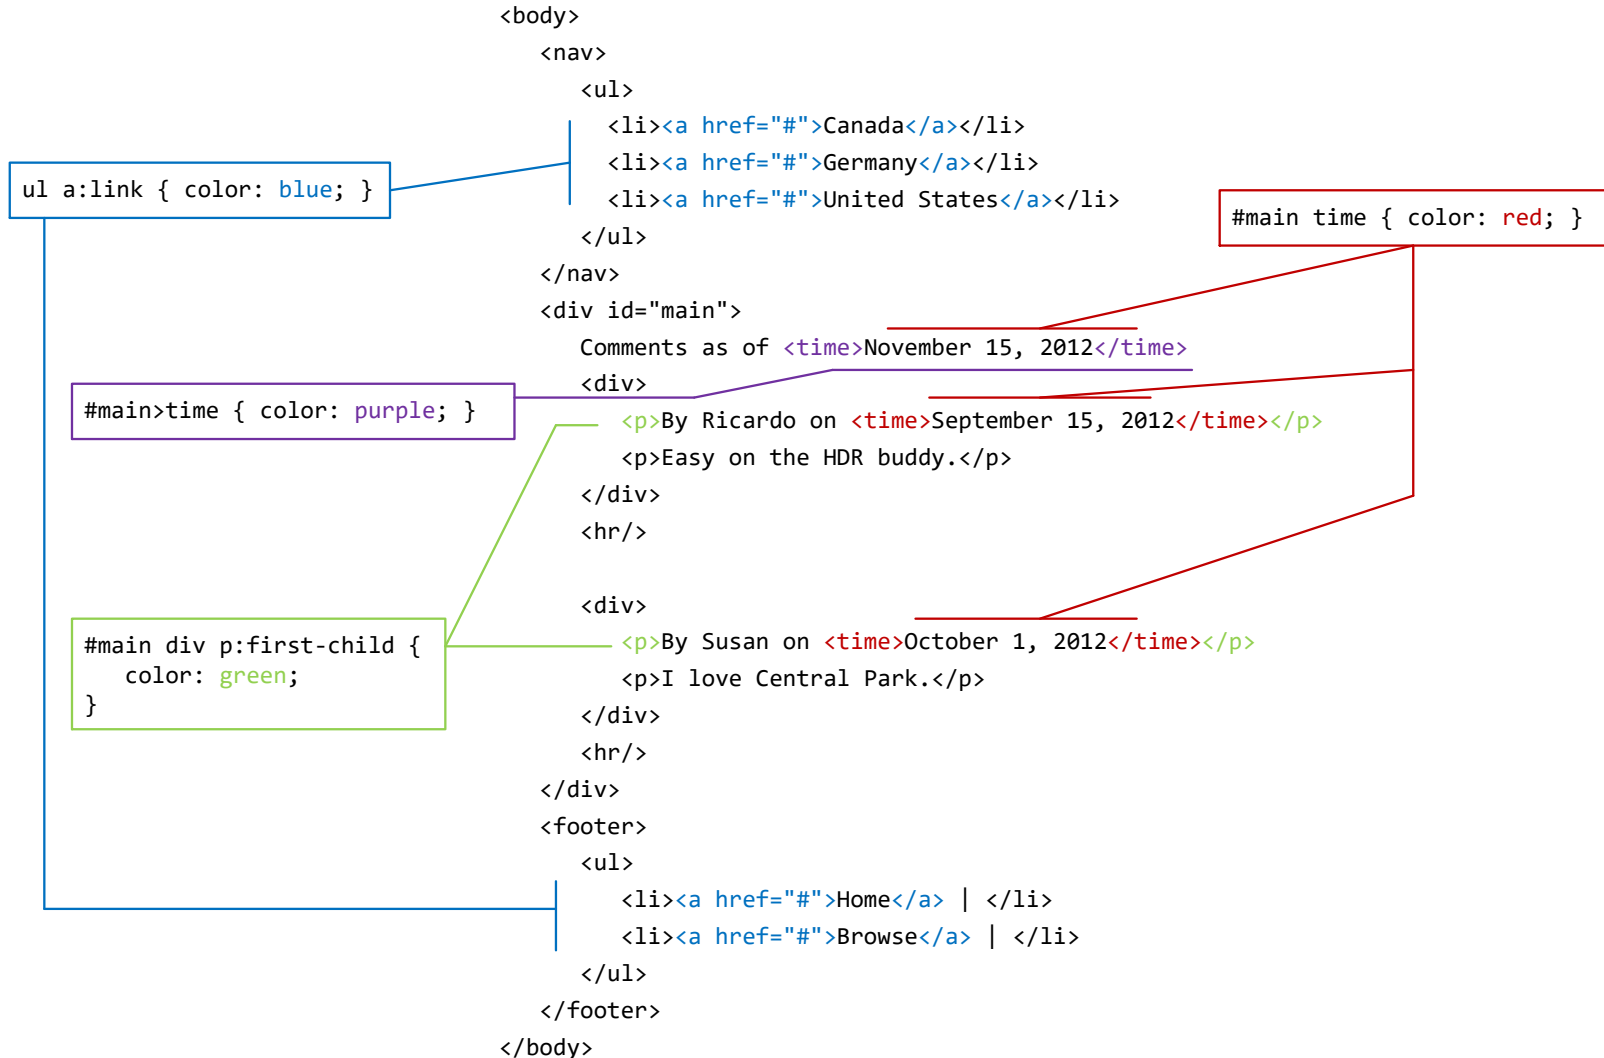 <body>
<nav>
<ul>
<li><a href="#">Canada</a></li>
<li><a href="#">Germany</a></li>
<li><a href="#">United States</a></li>
</ul>
</nav>
<div id="main">
Comments as of <time>November 15, 2012</time>
<div>
<p>By Ricardo on <time>September 15, 2012</time></p>
<p>Easy on the HDR buddy.</p>
</div>
<hr/>
<div>
<p>By Susan on <time>October 1, 2012</time></p>
<p>I love Central Park.</p>
</div>
<hr/>
</div>
<footer>
<ul>
<li><a href="#">Home</a> | </li>
<li><a href="#">Browse</a> | </li>
</ul>
</footer>
</body>
ul a:link { color: blue; }
#main>time { color: purple; }
#main div p:first-child {
color: green;
}
#main time { color: red; }